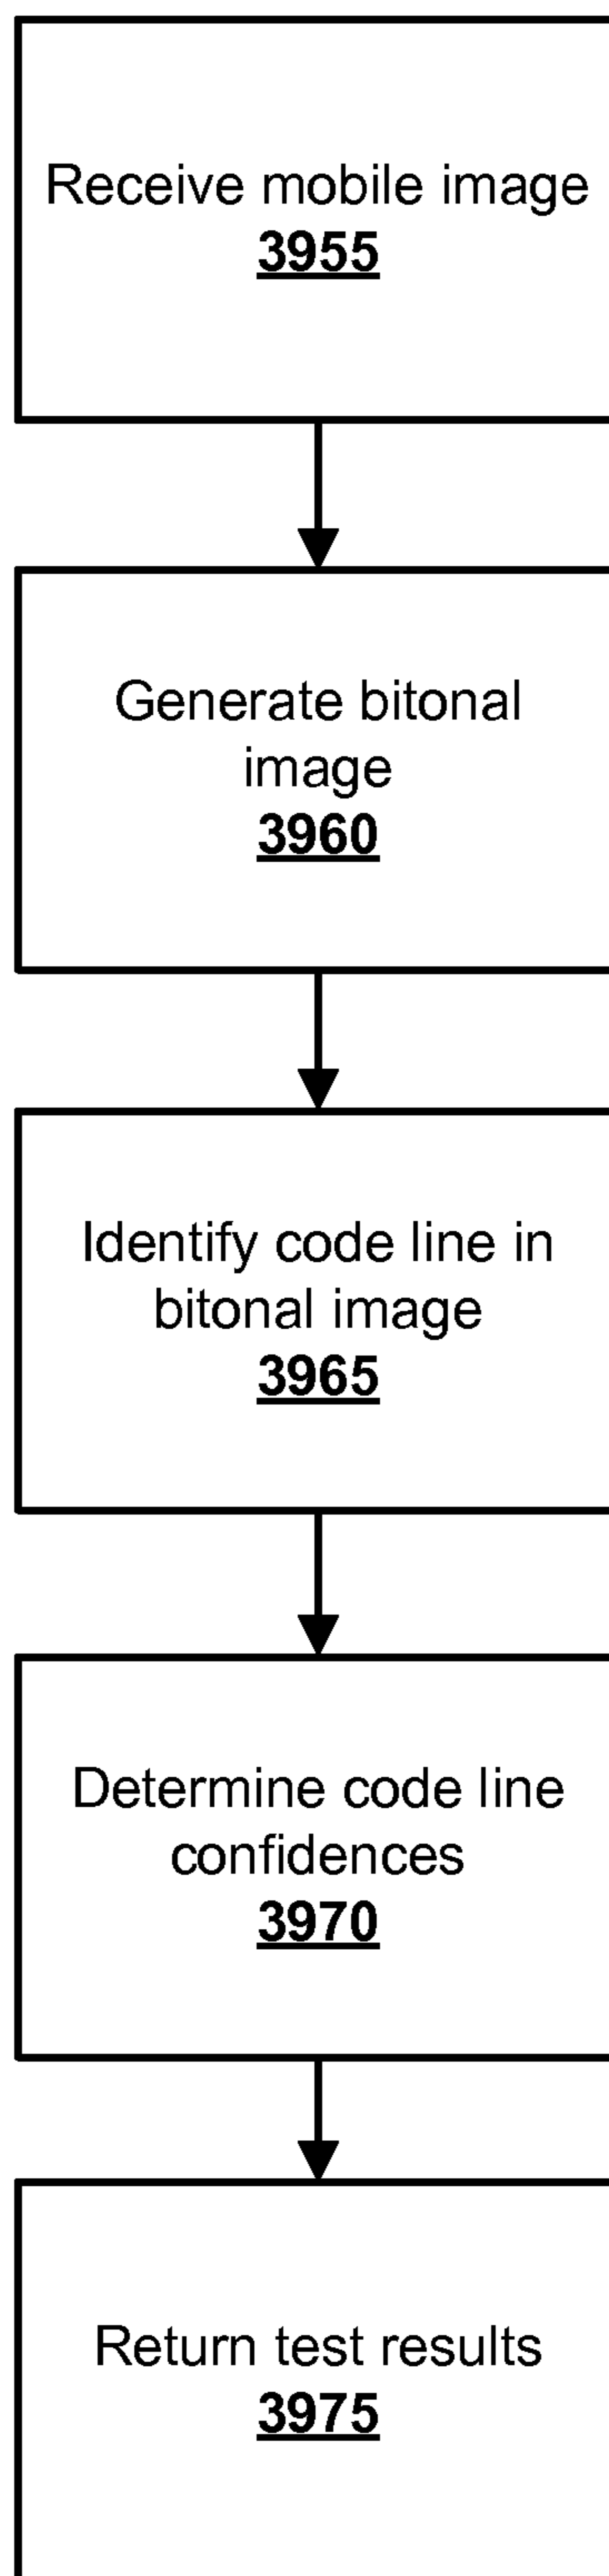 Receive mobile image
3955
Generate bitonal
image
3960
Identify code line in
bitonal image
3965
Determine code line
confidences
3970
Return test results
3975